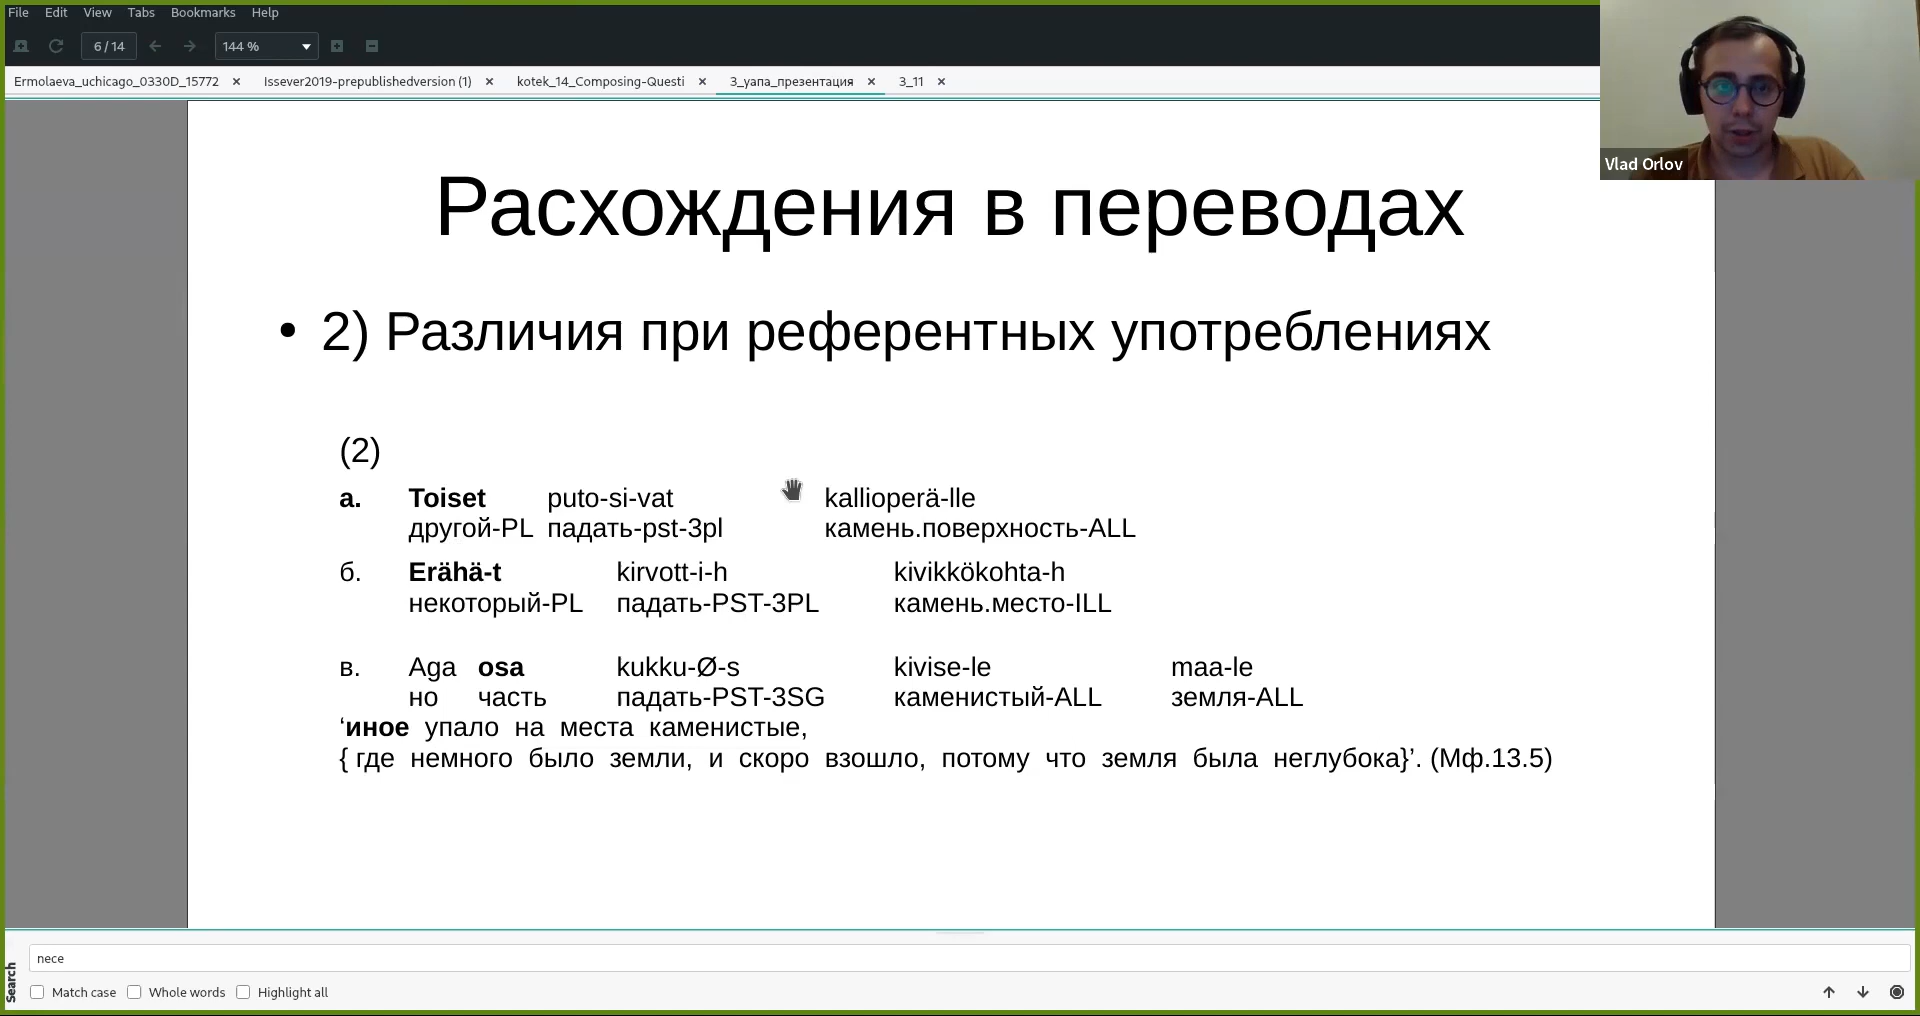 File Edit View Tabs Bookmarks Help
6 / 14 144 %
Ermolaeva_uchicago_0330D_15772 Issever2019-prepublishedversion (1) kotek_14_Composing-Questi 3_уапа_презентация 3_11
Vlad Orlov
Расхождения в переводах
• 2) Различия при референтных употреблениях
(2)
а. Toiset puto-si-vat kallioperä-lle
другой-PL падать-pst-3pl камень.поверхность-ALL
б. Erähä-t kirvott-i-h kivikkökohta-h
некоторый-PL падать-PST-3PL камень.место-ILL
в. Aga osa kukku-Ø-s kivise-le maa-le
но часть падать-PST-3SG каменистый-ALL земля-ALL
‘иное упало на места каменистые,
{ где немного было земли, и скоро взошло, потому что земля была неглубока}’. (Мф.13.5)
Search
nece
Match case Whole words Highlight all